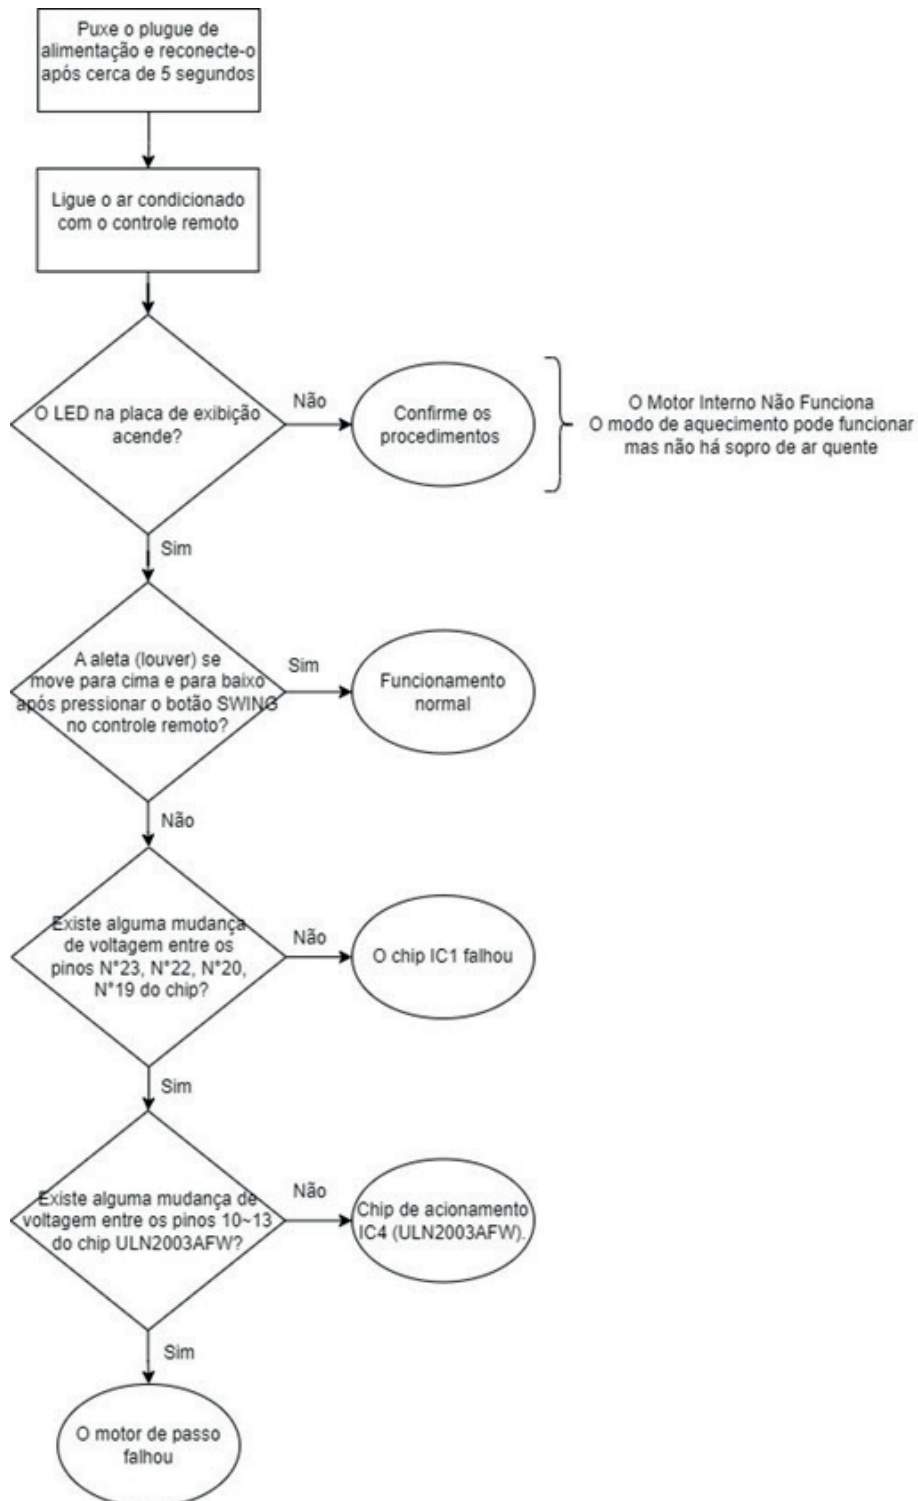 Puxe o plugue de
alimentação e reconecte-o
após cerca de 5 segundos
Ligue o ar condicionado
com o controle remoto
O LED na placa de exibição
acende?
Não
Confirme os
procedimentos
O Motor Interno Não Funciona
O modo de aquecimento pode funcionar
mas não há sopro de ar quente
Sim
A aleta (louver) se
move para cima e para baixo
após pressionar o botão SWING
no controle remoto?
Sim
Funcionamento
normal
Não
Existe alguma mudança
de voltagem entre os
pinos N°23, N°22, N°20,
N°19 do chip?
Não
O chip IC1 falhou
Sim
Existe alguma mudança de
voltagem entre os pinos 10~13
do chip ULN2003AFW?
Não
Chip de acionamento
IC4 (ULN2003AFW).
Sim
O motor de passo
falhou